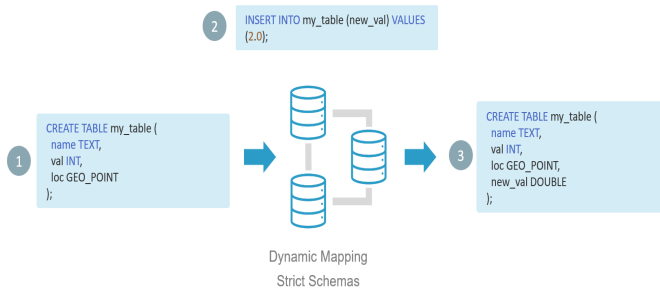 2
INSERT INTO my_table (new_val) VALUES
(2.0);
1
CREATE TABLE my_table (
name TEXT,
val INT,
loc GEO_POINT
);
3
CREATE TABLE my_table (
name TEXT,
val INT,
loc GEO_POINT,
new_val DOUBLE
);
Dynamic Mapping
Strict Schemas